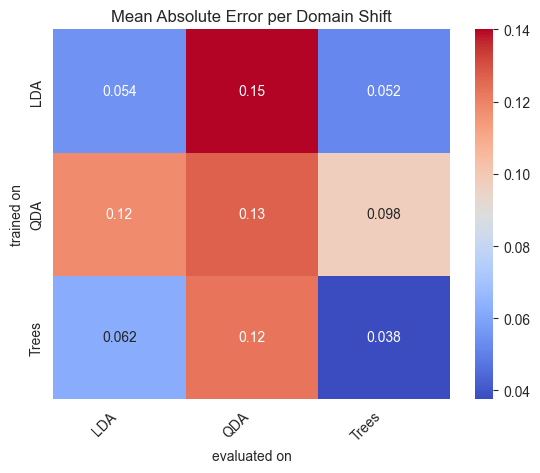 Mean Absolute Error per Domain Shift
trained on
LDA
0.054 0.15 0.052
QDA
0.12 0.13 0.098
Trees
0.062 0.12 0.038
LDA QDA Trees
evaluated on
0.14
0.12
0.10
0.08
0.06
0.04